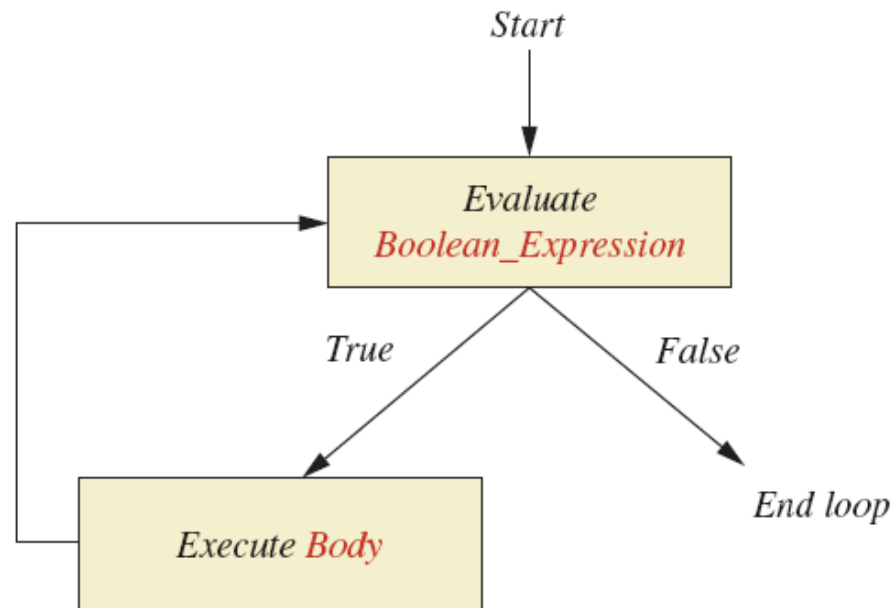 Start
Evaluate
Boolean_Expression
True
False
End loop
Execute Body